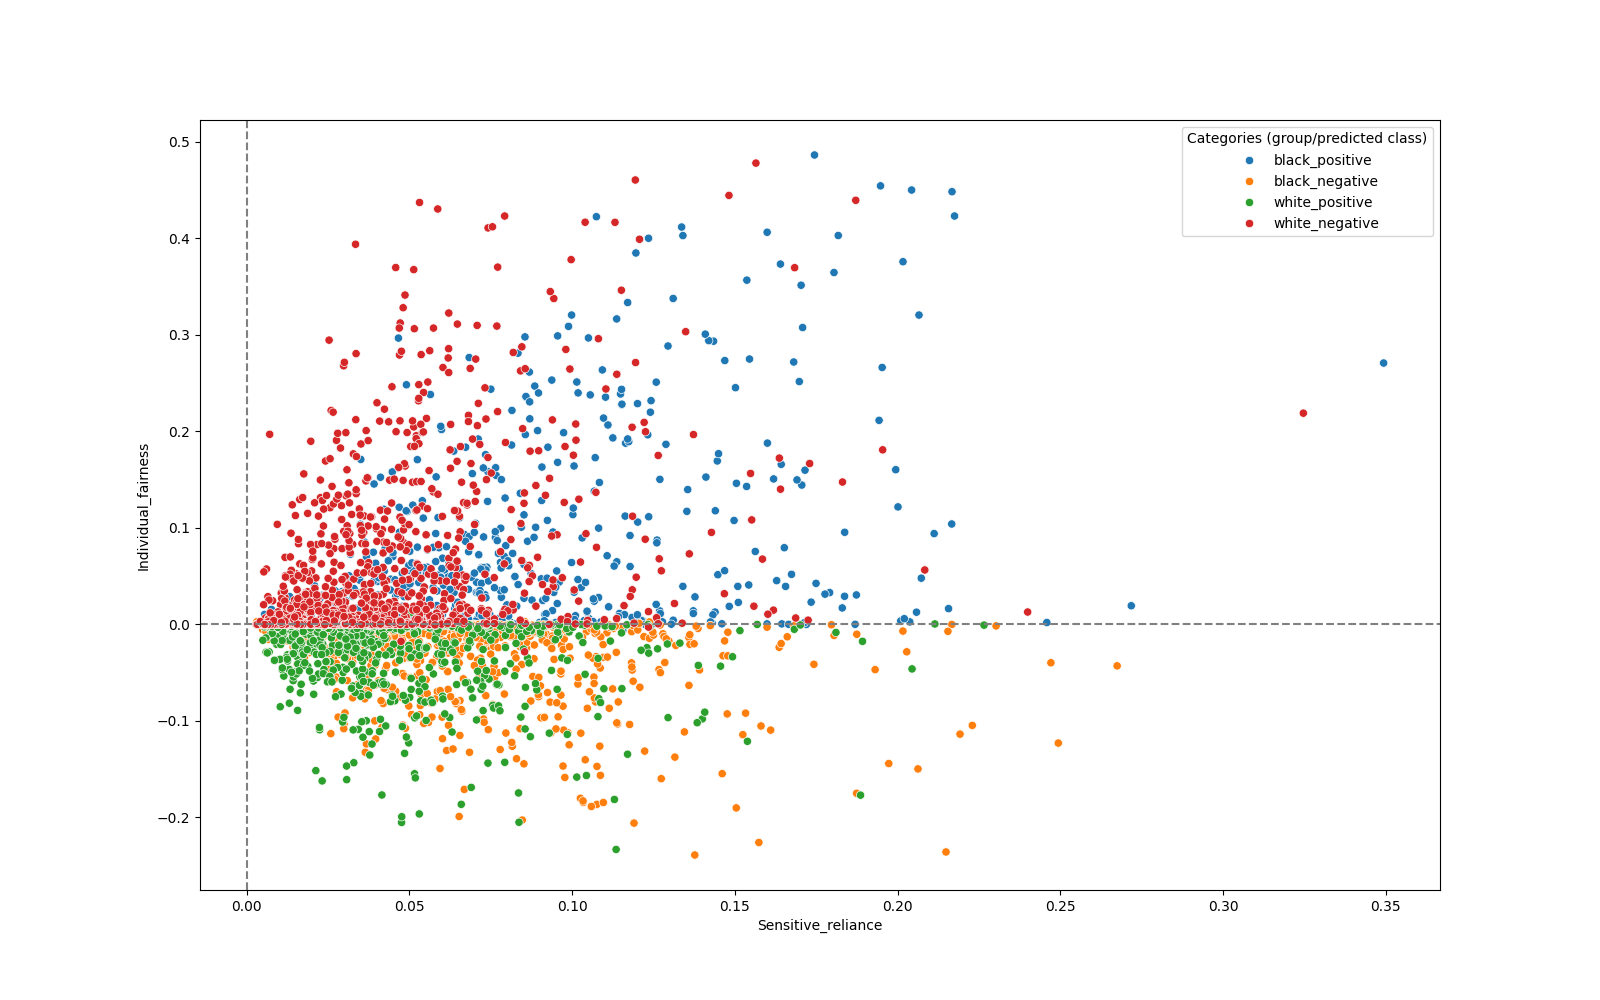 Categories (group/predicted class)
black_positive
black_negative
white_positive
white_negative
Individual_fairness
0.5
0.4
0.3
0.2
0.1
0.0
−0.1
−0.2
0.00 0.05 0.10 0.15 0.20 0.25 0.30 0.35
Sensitive_reliance